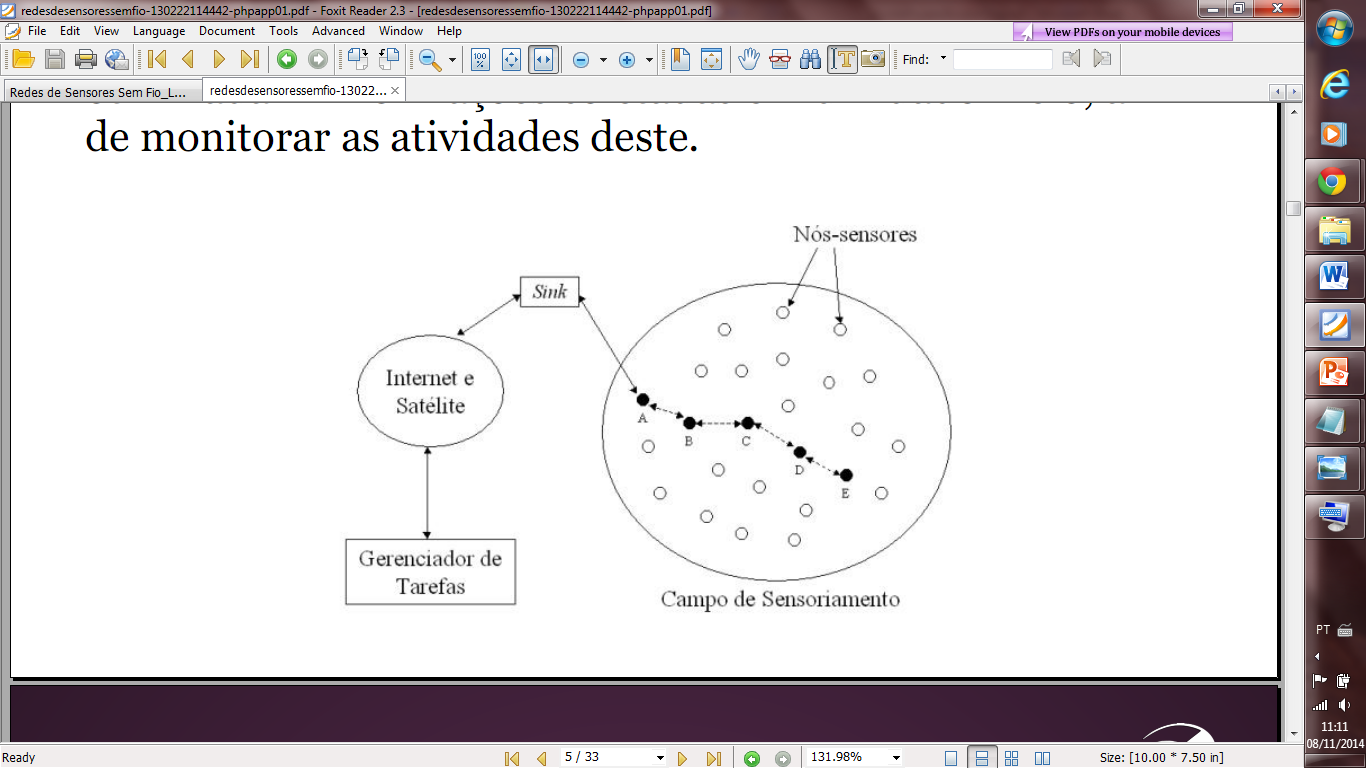 redesdesensoressemfio-130222114442-phpapp01.pdf - Foxit Reader 2.3 - [redesdesensoressemfio-130222114442-phpapp01.pdf]
File Edit View Language Document Tools Advanced Window Help
View PDFs on your mobile devices
100 %
Find:
Redes de Sensores Sem Fio_L...
redesdesensoressemfio-13022...
de monitorar as atividades deste.
Nós-sensores
Sink
Internet e
Satélite
A
B
C
D
E
Gerenciador de
Tarefas
Campo de Sensoriamento
PT
11:11
08/11/2014
Ready
5 / 33
131.98%
Size: [10.00 * 7.50 in]